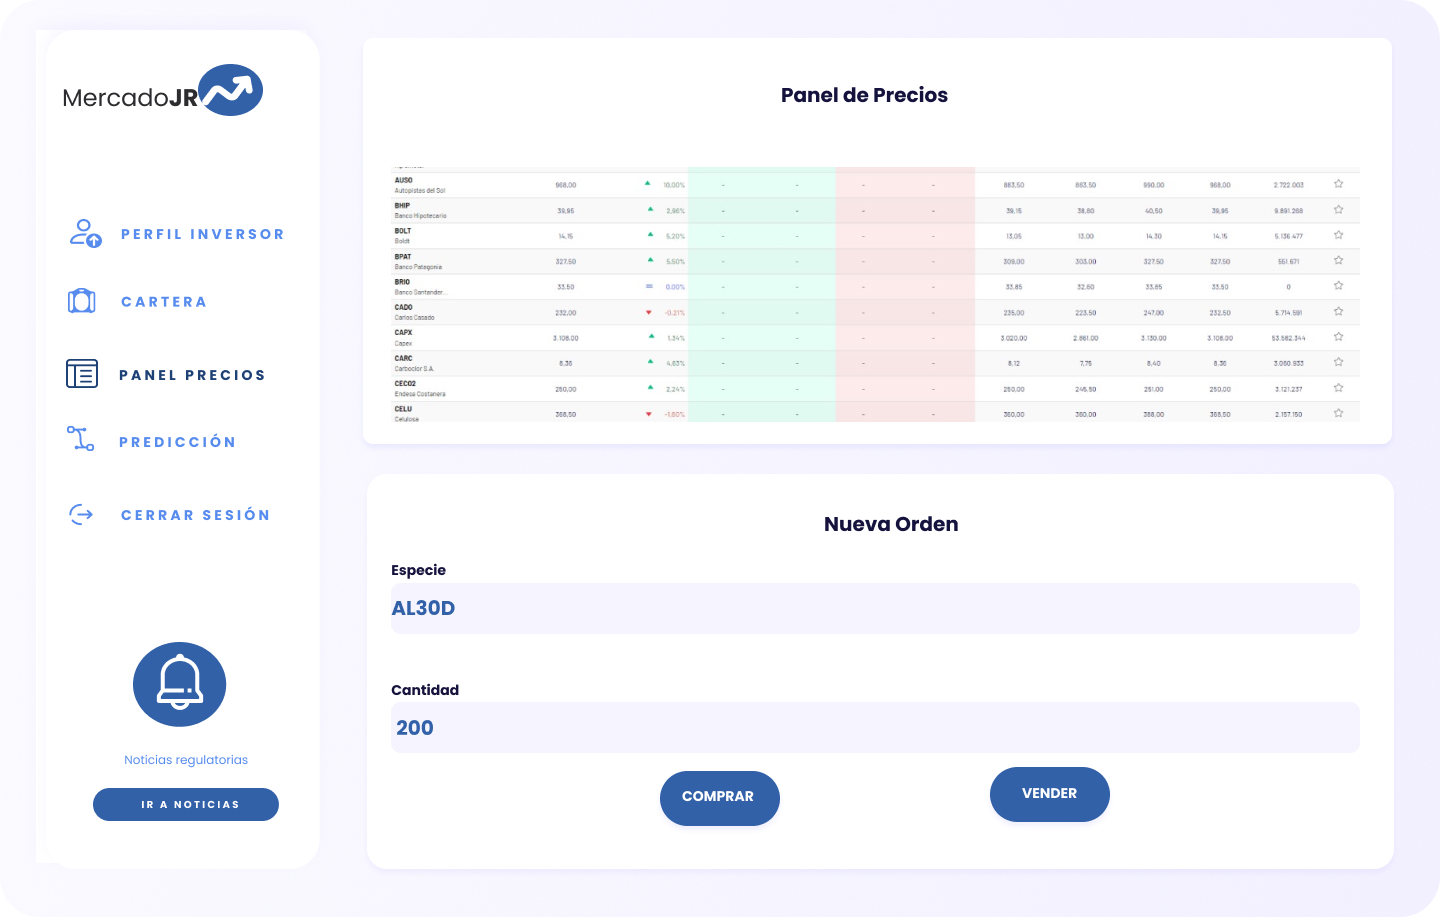 MercadoJR
PERFIL INVERSOR
CARTERA
PANEL PRECIOS
PREDICCIÓN
CERRAR SESIÓN
Noticias regulatorias
IR A NOTICIAS
Panel de Precios
AUSO 968,00 10,00% - - - - 883,50 883,50 990,00 968,00 2.722.003
Autopistas del Sol
BHIP 39,95 2,96% - - - - 39,15 38,80 40,50 39,95 9.891.268
Banco Hipotecario
BOLT 14,15 5,20% - - - - 13,05 13,00 14,30 14,15 5.136.477
Boldt
BPAT 327,50 5,50% - - - - 309,00 303,00 327,50 327,50 551.671
Banco Patagonia
BRIO 33,50 0,00% - - - - 33,85 32,60 33,85 33,50 0
Banco Santander...
CADO 232,00 -0,21% - - - - 235,00 223,50 247,00 232,50 5.714.591
Carlos Casado
CAPX 3.108,00 1,34% - - - - 3.020,00 2.861,00 3.130,00 3.108,00 53.582.344
Capex
CARC 8,36 4,63% - - - - 8,12 7,75 8,40 8,36 3.060.933
Carboclor S.A.
CECO2 250,00 2,24% - - - - 250,00 246,50 251,00 250,00 3.121.237
Endesa Costanera
CELU 368,50 -1,60% - - - - 360,00 360,00 388,00 368,50 2.157.150
Celulosa
Nueva Orden
Especie
AL30D
Cantidad
200
COMPRAR
VENDER